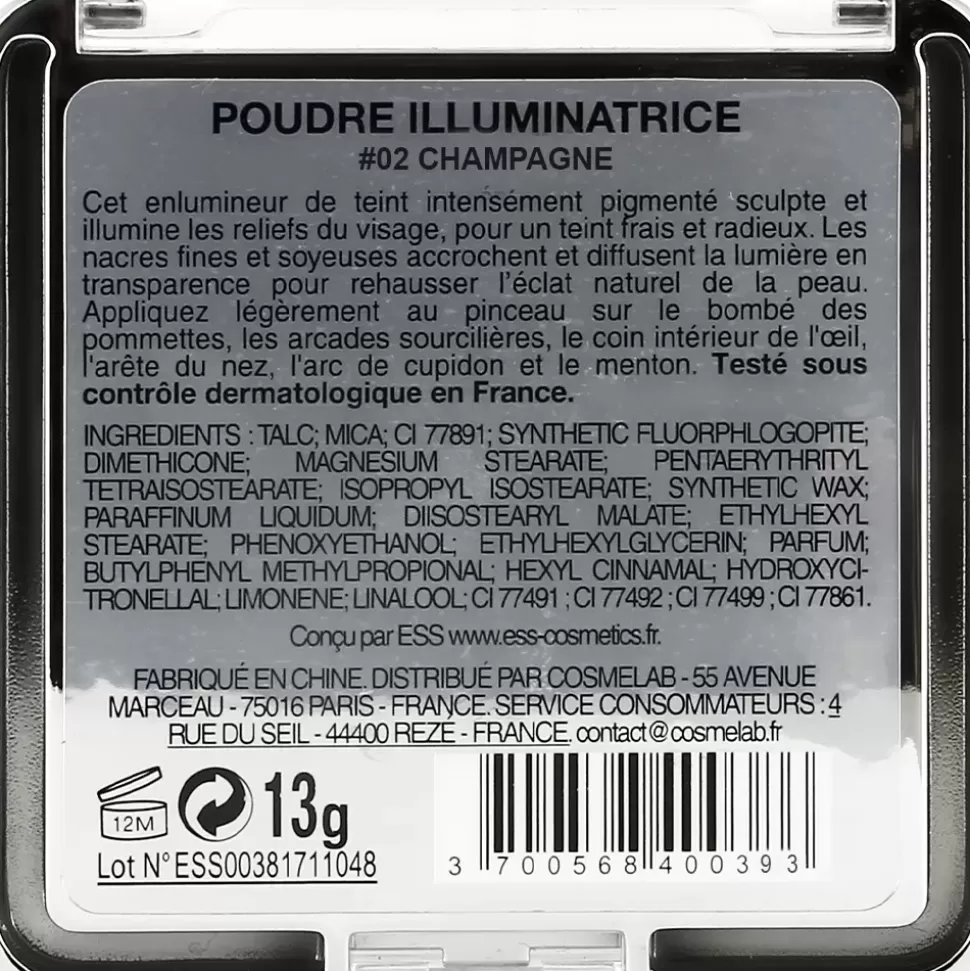 POUDRE ILLUMINATRICE
#02 CHAMPAGNE
Cet enlumineur de teint intensément pigmenté sculpte et
illumine les reliefs du visage, pour un teint frais et radieux. Les
nacres fines et soyeuses accrochent et diffusent la lumière en
transparence pour rehausser l'éclat naturel de la peau.
Appliquez légèrement au pinceau sur le bombé des
pommettes, les arcades sourcilières, le coin intérieur de l'œil,
l'arête du nez, l'arc de cupidon et le menton. Testé sous
contrôle dermatologique en France.
INGREDIENTS : TALC; MICA; CI 77891; SYNTHETIC FLUORPHLOGOPITE;
DIMETHICONE; MAGNESIUM STEARATE; PENTAERYTHRITYL
TETRAISOSTEARATE; ISOPROPYL ISOSTEARATE; SYNTHETIC WAX;
PARAFFINUM LIQUIDUM; DIISOSTEARYL MALATE; ETHYLHEXYL
STEARATE; PHENOXYETHANOL; ETHYLHEXYLGLYCERIN; PARFUM;
BUTYLPHENYL METHYLPROPIONAL; HEXYL CINNAMAL; HYDROXYCI-
TRONELLAL; LIMONENE; LINALOOL; CI 77491 ; CI 77492 ; CI 77499 ; CI 77861.
Conçu par ESS www.ess-cosmetics.fr.
FABRIQUÉ EN CHINE. DISTRIBUÉ PAR COSMELAB - 55 AVENUE
MARCEAU - 75016 PARIS - FRANÇE. SERVICE CONSOMMATEURS : 4
RUE DU SEIL - 44400 REZE - FRANCE. contact@cosmelab.fr
12M
13g
Lot N° ESS00381711048
3 700568 400393